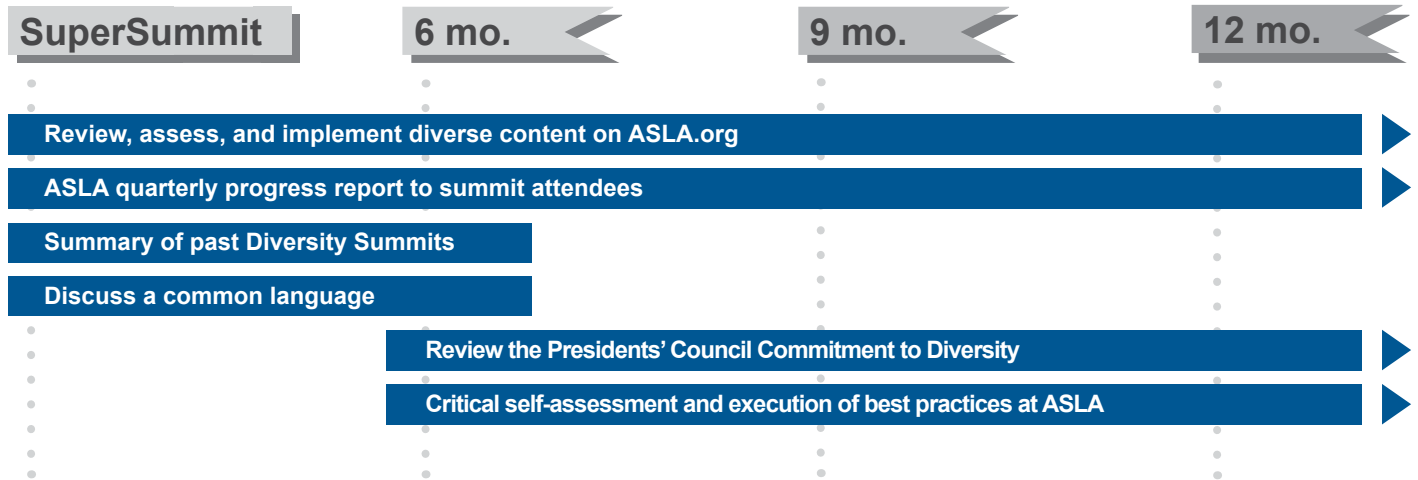 SuperSummit
6 mo.
9 mo.
12 mo.
Review, assess, and implement diverse content on ASLA.org
ASLA quarterly progress report to summit attendees
Summary of past Diversity Summits
Discuss a common language
Review the Presidents’ Council Commitment to Diversity
Critical self-assessment and execution of best practices at ASLA